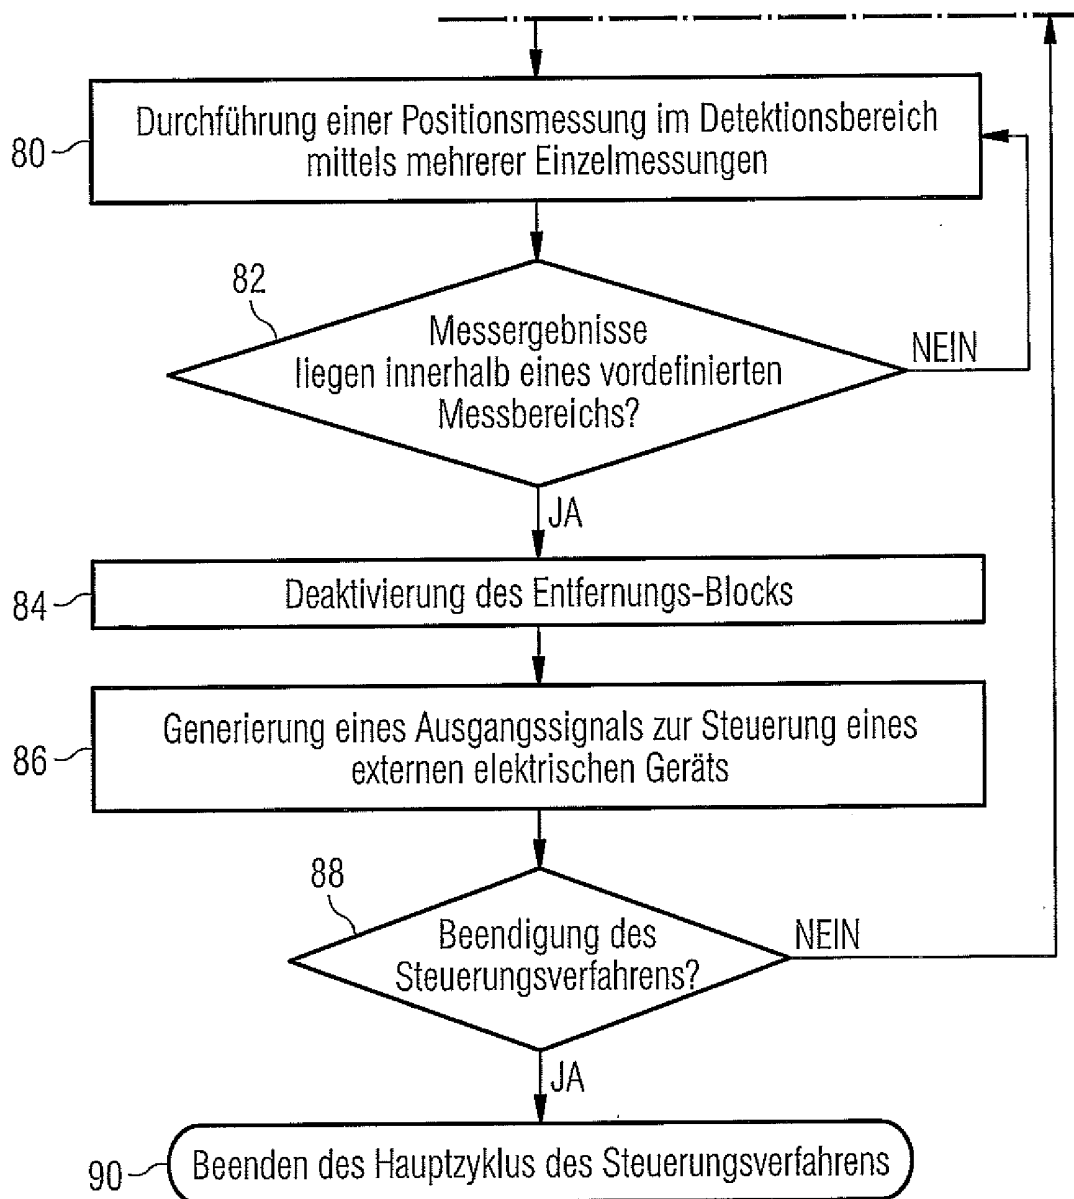 80
Durchführung einer Positionsmessung im Detektionsbereich
mittels mehrerer Einzelmessungen
82
Messergebnisse
liegen innerhalb eines vordefinierten
Messbereichs?
NEIN
JA
84
Deaktivierung des Entfernungs-Blocks
86
Generierung eines Ausgangssignals zur Steuerung eines
externen elektrischen Geräts
88
Beendigung des
Steuerungsverfahrens?
NEIN
JA
90
Beenden des Hauptzyklus des Steuerungsverfahrens